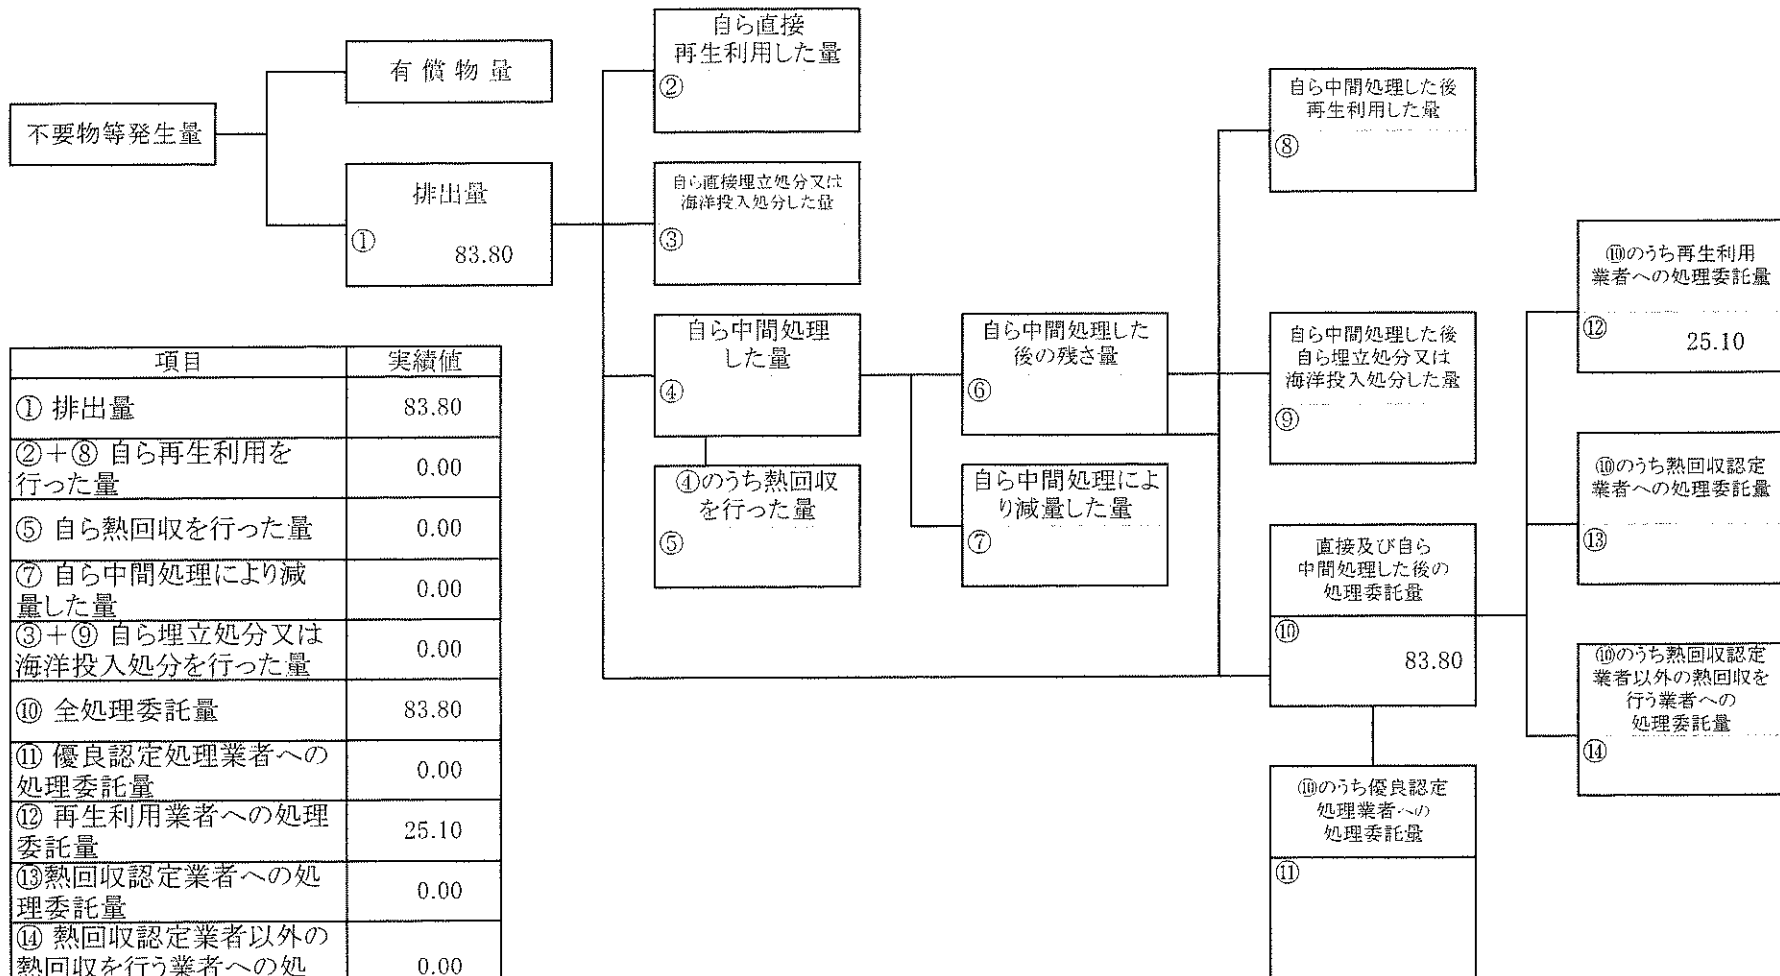 不要物等発生量
有償物量
排出量
①
83.80
自ら直接
再生利用した量
②
自ら直接埋立処分又は
海洋投入処分した量
③
自ら中間処理
した量
④
④のうち熱回収
を行った量
⑤
自ら中間処理した
後の残さ量
⑥
自ら中間処理によ
り減量した量
⑦
自ら中間処理した後
再生利用した量
⑧
自ら中間処理した後
自ら埋立処分又は
海洋投入処分した量
⑨
直接及び自ら
中間処理した後の
処理委託量
⑩
83.80
⑩のうち優良認定
処理業者への
処理委託量
⑪
⑩のうち再生利用
業者への処理委託量
⑫
25.10
⑩のうち熱回収認定
業者への処理委託量
⑬
⑩のうち熱回収認定
業者以外の熱回収を
行う業者への
処理委託量
⑭
項目 実績値
① 排出量 83.80
②+⑧ 自ら再生利用を
行った量 0.00
⑤ 自ら熱回収を行った量 0.00
⑦ 自ら中間処理により減
量した量 0.00
③+⑨ 自ら埋立処分又は
海洋投入処分を行った量 0.00
⑩ 全処理委託量 83.80
⑪ 優良認定処理業者への
処理委託量 0.00
⑫ 再生利用業者への処理
委託量 25.10
⑬熱回収認定業者への処
理委託量 0.00
⑭ 熱回収認定業者以外の
熱回収を行う業者への処 0.00